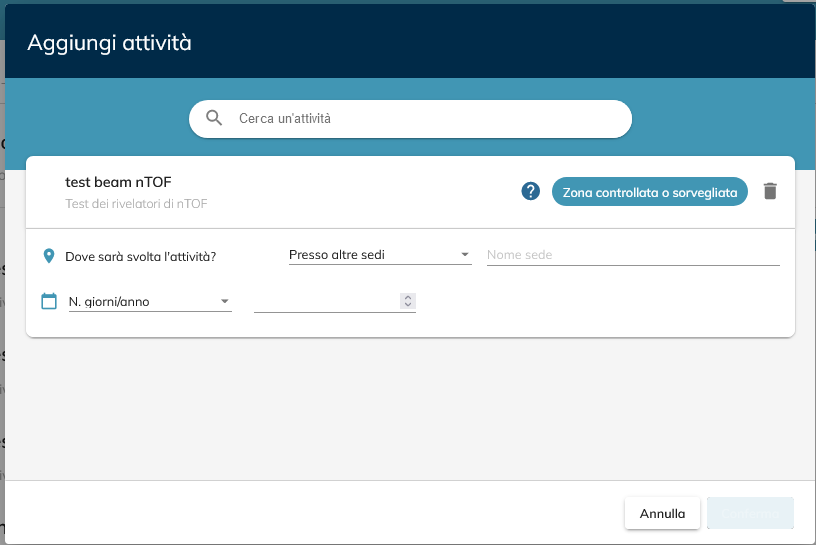 Aggiungi attività
Cerca un'attività
test beam nTOF
Test dei rivelatori di nTOF
Zona controllata o sorvegliata
Dove sarà svolta l'attività?
Presso altre sedi
Nome sede
N. giorni/anno
Annulla